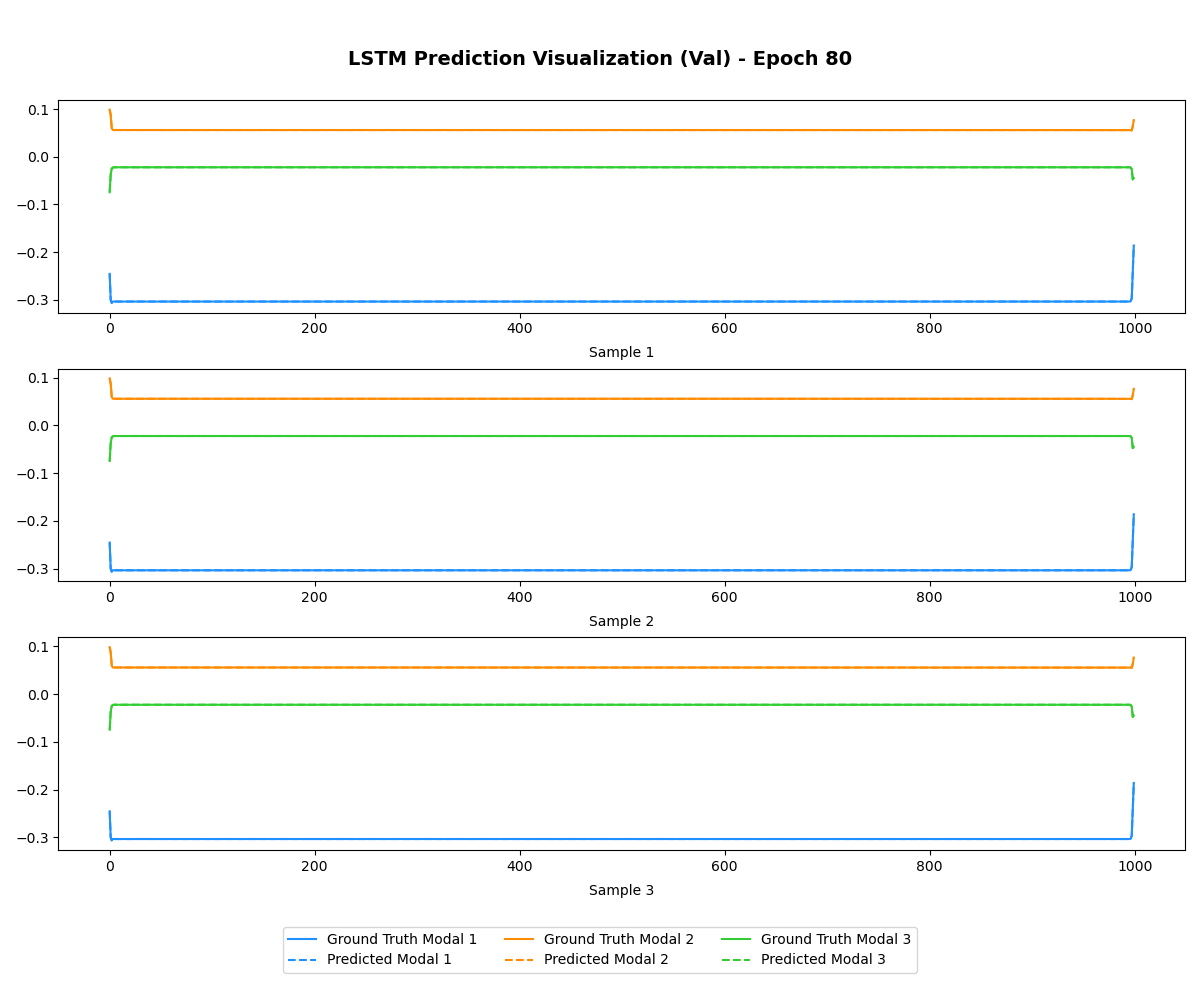 LSTM Prediction Visualization (Val) - Epoch 80
0.1
0.0
−0.1
−0.2
−0.3
0 200 400 600 800 1000
Sample 1
0.1
0.0
−0.1
−0.2
−0.3
0 200 400 600 800 1000
Sample 2
0.1
0.0
−0.1
−0.2
−0.3
0 200 400 600 800 1000
Sample 3
Ground Truth Modal 1 Ground Truth Modal 2 Ground Truth Modal 3
Predicted Modal 1 Predicted Modal 2 Predicted Modal 3